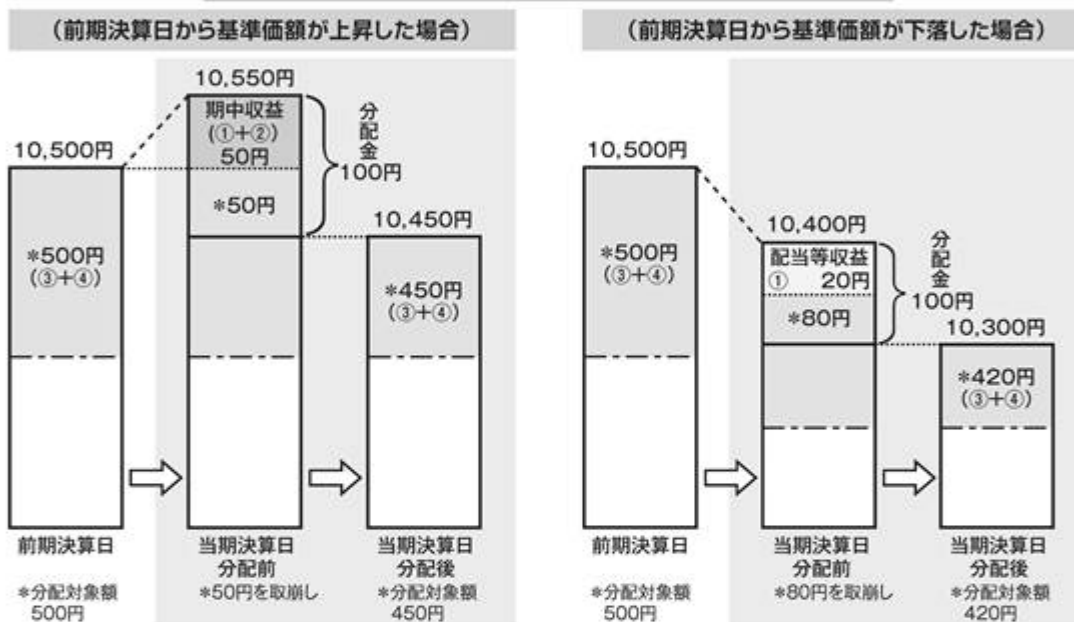 （前期決算日から基準価額が上昇した場合）
10,550円
期中収益
(①＋②)
50円
*50円
分配金
100円
10,500円
*500円
(③＋④)
10,450円
*450円
(③＋④)
前期決算日
*分配対象額
500円
当期決算日
分配前
*50円を取崩し
当期決算日
分配後
*分配対象額
450円
（前期決算日から基準価額が下落した場合）
10,500円
*500円
(③＋④)
10,400円
配当等収益
① 20円
*80円
分配金
100円
10,300円
*420円
(③＋④)
前期決算日
*分配対象額
500円
当期決算日
分配前
*80円を取崩し
当期決算日
分配後
*分配対象額
420円